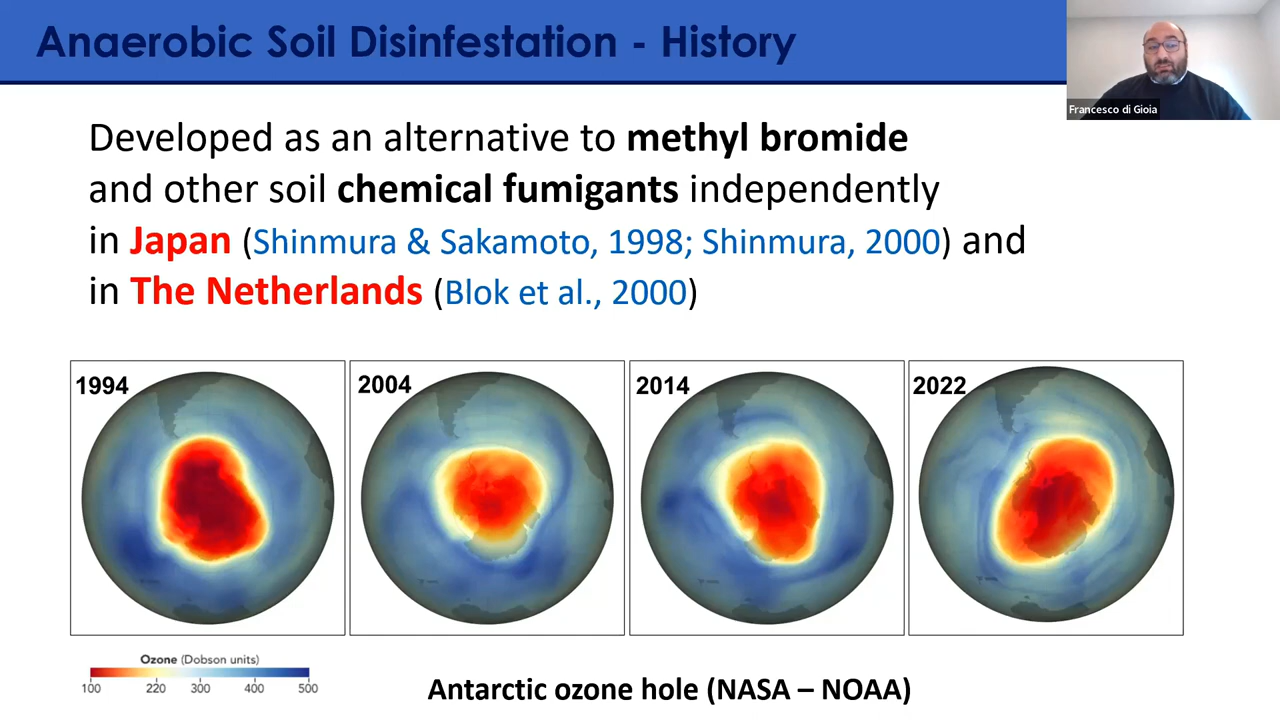 Anaerobic Soil Disinfestation - History
Francesco di Gioia
Developed as an alternative to methyl bromide
and other soil chemical fumigants independently
in Japan (Shinmura & Sakamoto, 1998; Shinmura, 2000) and
in The Netherlands (Blok et al., 2000)
1994
2004
2014
2022
Ozone (Dobson units)
100 220 300 400 500
Antarctic ozone hole (NASA – NOAA)